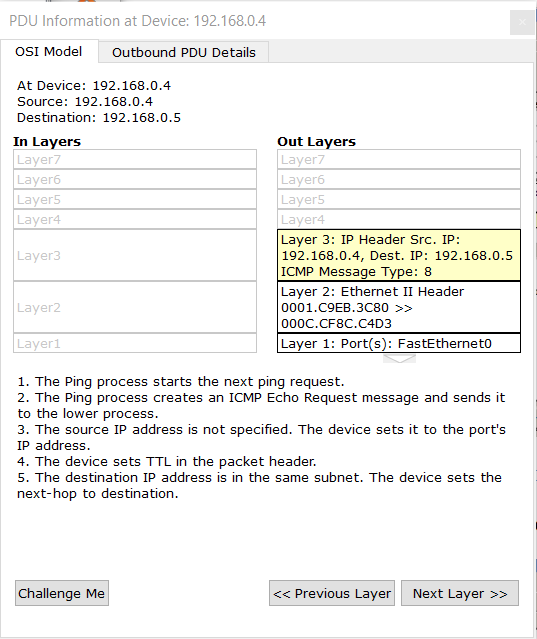 PDU Information at Device: 192.168.0.4
OSI Model
Outbound PDU Details
At Device: 192.168.0.4
Source: 192.168.0.4
Destination: 192.168.0.5
In Layers
Layer7
Layer6
Layer5
Layer4
Layer3
Layer2
Layer1
Out Layers
Layer7
Layer6
Layer5
Layer4
Layer 3: IP Header Src. IP:
192.168.0.4, Dest. IP: 192.168.0.5
ICMP Message Type: 8
Layer 2: Ethernet II Header
0001.C9EB.3C80 >>
000C.CF8C.C4D3
Layer 1: Port(s): FastEthernet0
1. The Ping process starts the next ping request.
2. The Ping process creates an ICMP Echo Request message and sends it
to the lower process.
3. The source IP address is not specified. The device sets it to the port's
IP address.
4. The device sets TTL in the packet header.
5. The destination IP address is in the same subnet. The device sets the
next-hop to destination.
Challenge Me
<< Previous Layer
Next Layer >>